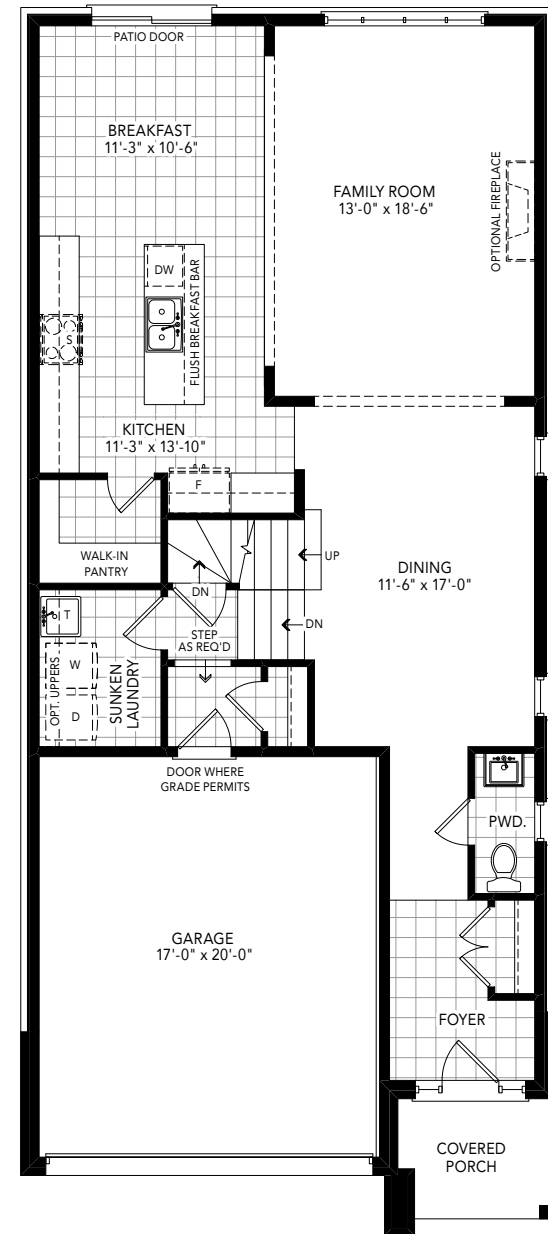 PATIO DOOR
BREAKFAST
11'-3" x 10'-6"
FAMILY ROOM
13'-0" x 18'-6"
OPTIONAL FIREPLACE
DW
FLUSH BREAKFAST BAR
S
KITCHEN
11'-3" x 13'-10"
F
WALK-IN
PANTRY
UP
DINING
11'-6" x 17'-0"
DN
DN
STEP
AS REQ'D
T
W
D
OPT. UPPERS
SUNKEN
LAUNDRY
DOOR WHERE
GRADE PERMITS
PWD.
GARAGE
17'-0" x 20'-0"
FOYER
COVERED
PORCH